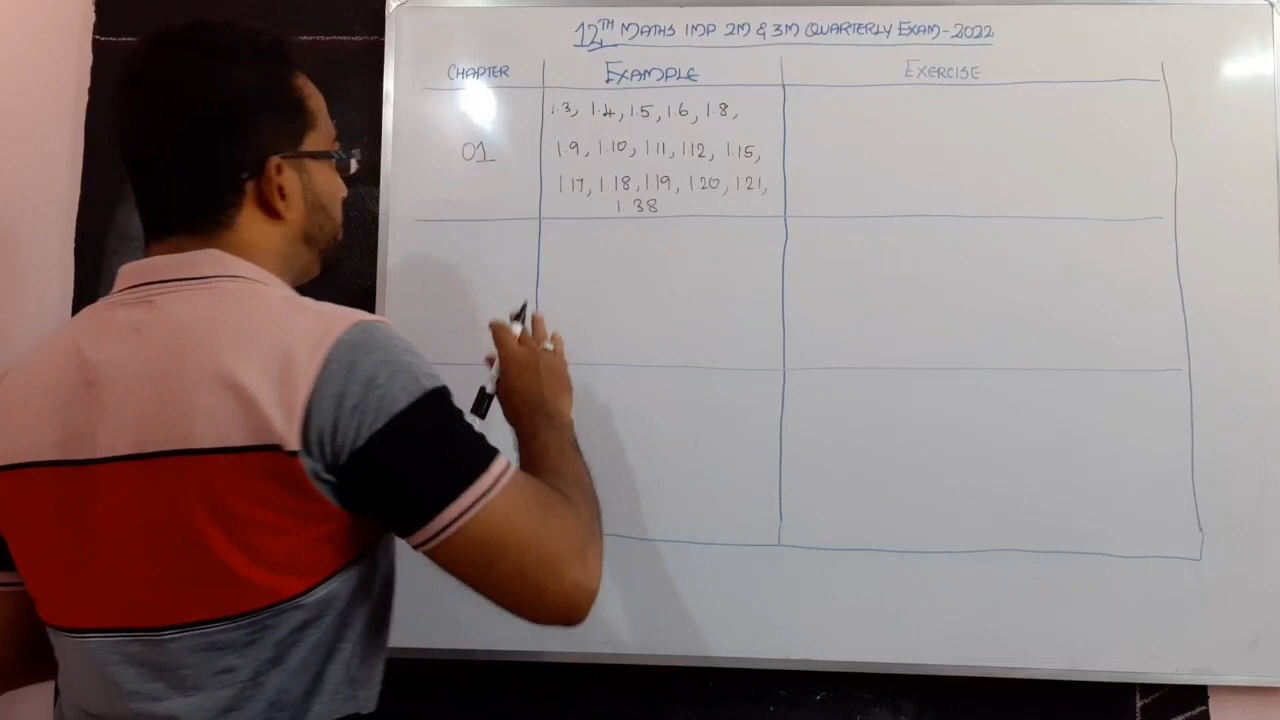 12TH MATHS IMP 2M & 3M QUARTERLY EXAM-2022
CHAPTER EXAMPLE EXERCISE
01
1.3, 1.4, 1.5, 1.6, 1.8,
1.9, 1.10, 1.11, 1.12, 1.15,
1.17, 1.18, 1.19, 1.20, 1.21,
1.38